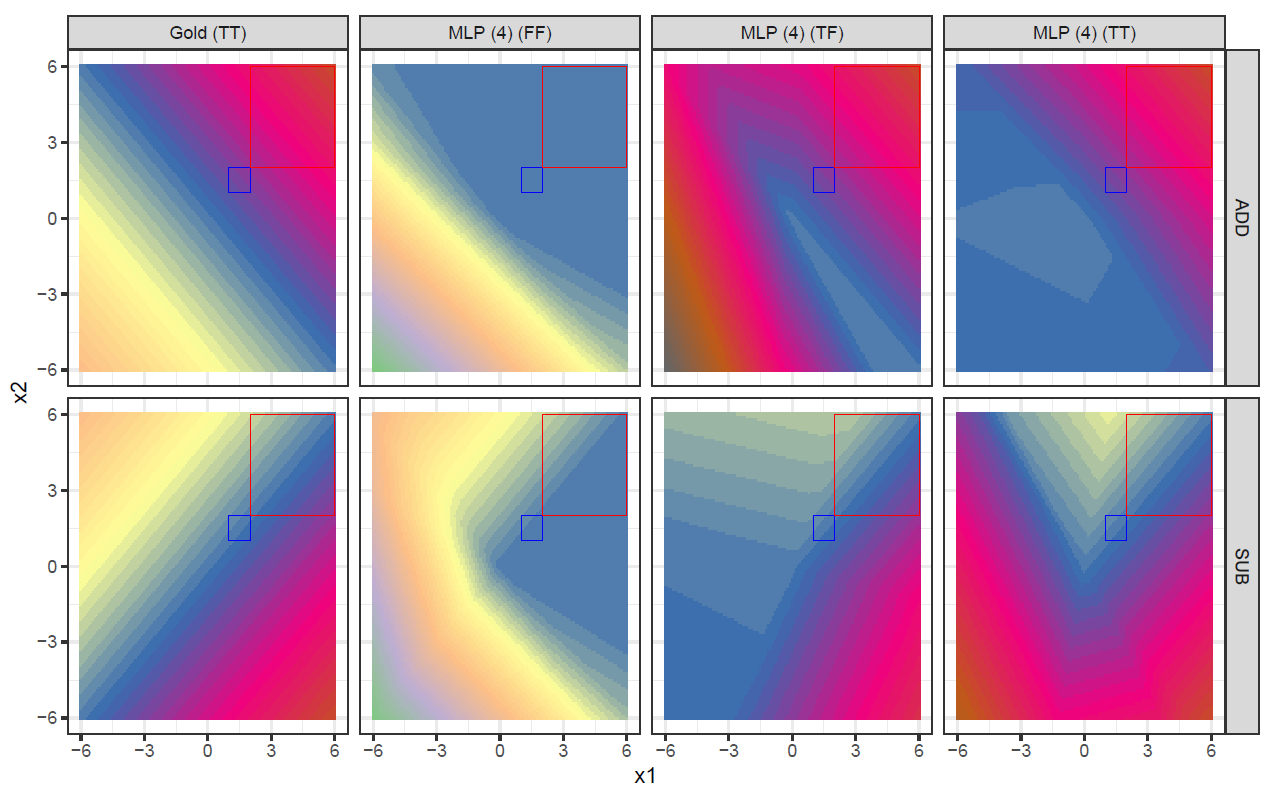 Gold (TT) MLP (4) (FF) MLP (4) (TF) MLP (4) (TT)
6
3
0
−3
−6
ADD
x2
6
3
0
−3
−6
SUB
−6 −3 0 3 6 −6 −3 0 3 6 −6 −3 0 3 6 −6 −3 0 3 6
x1